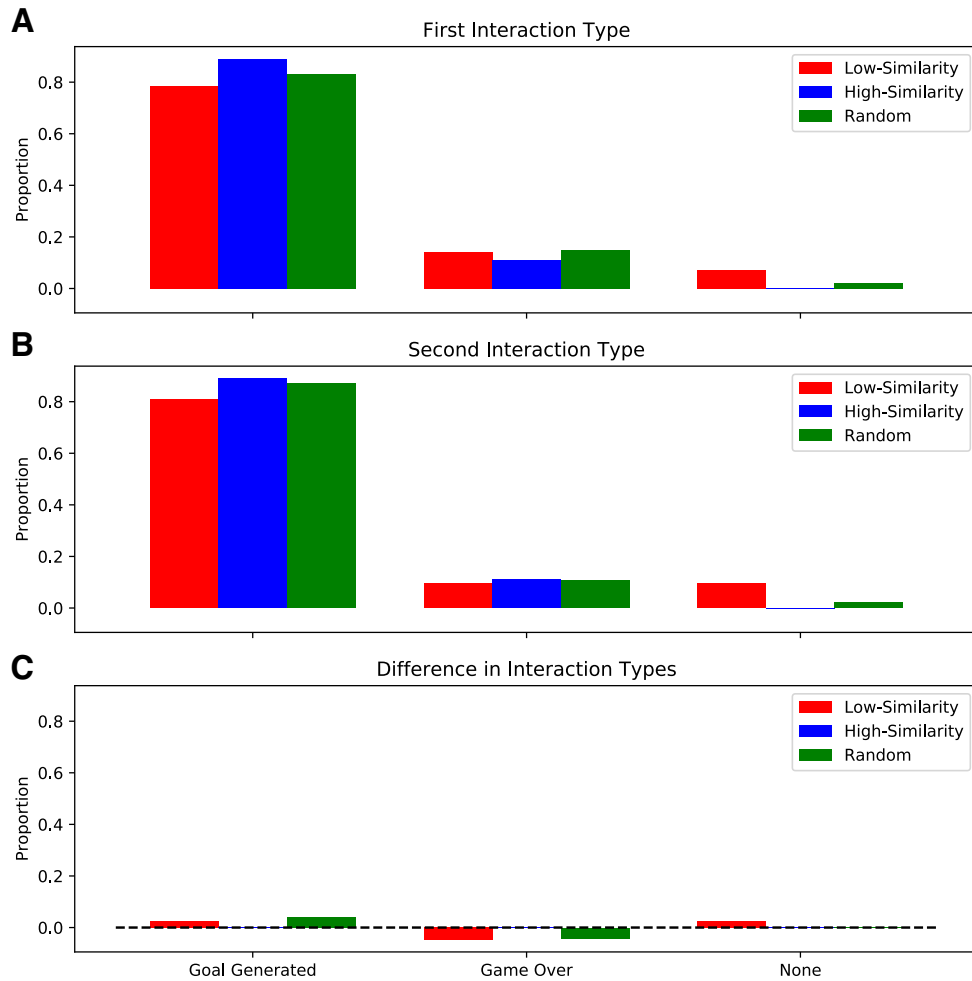 A
First Interaction Type
Proportion
0.8
0.6
0.4
0.2
0.0
Low-Similarity
High-Similarity
Random
B
Second Interaction Type
Proportion
0.8
0.6
0.4
0.2
0.0
Low-Similarity
High-Similarity
Random
C
Difference in Interaction Types
Proportion
0.8
0.6
0.4
0.2
0.0
Low-Similarity
High-Similarity
Random
Goal Generated
Game Over
None